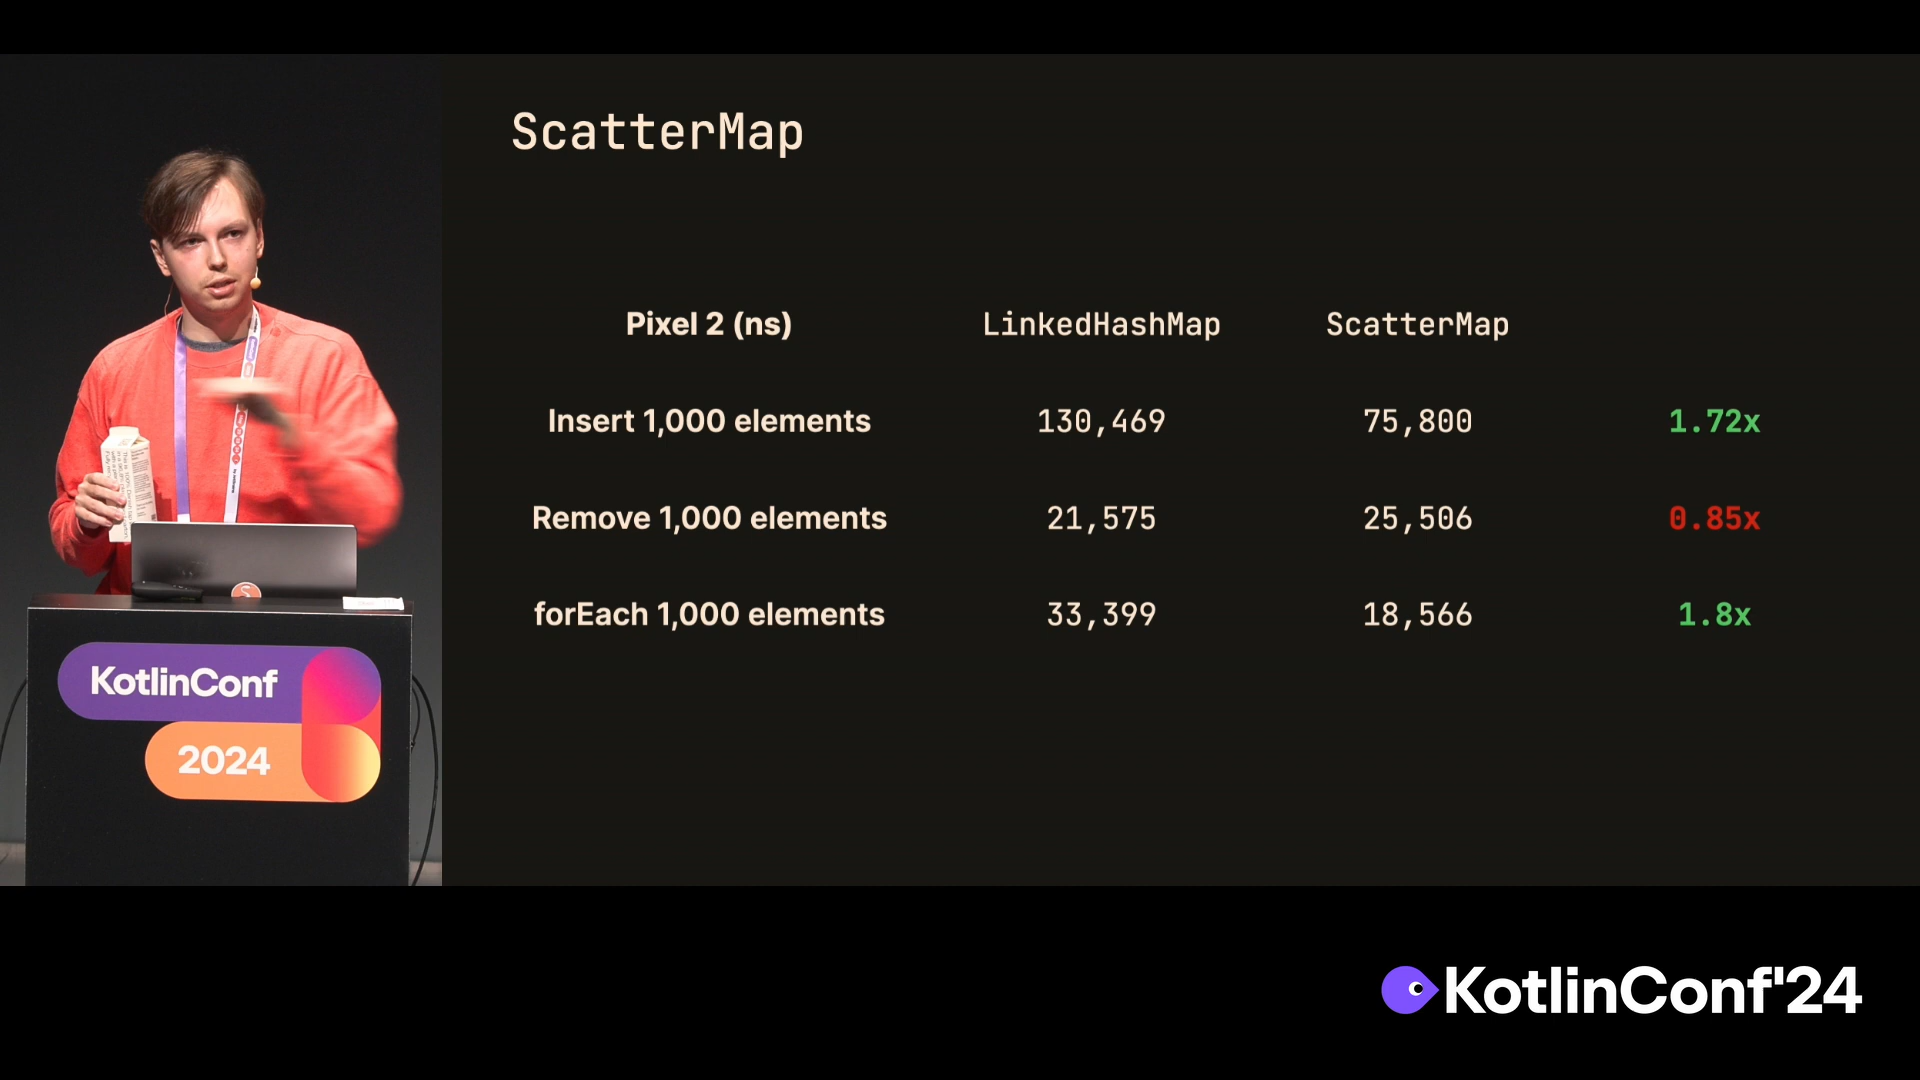 ScatterMap
Pixel 2 (ns) LinkedHashMap ScatterMap
Insert 1,000 elements 130,469 75,800 1.72x
Remove 1,000 elements 21,575 25,506 0.85x
forEach 1,000 elements 33,399 18,566 1.8x
KotlinConf
2024
KotlinConf'24